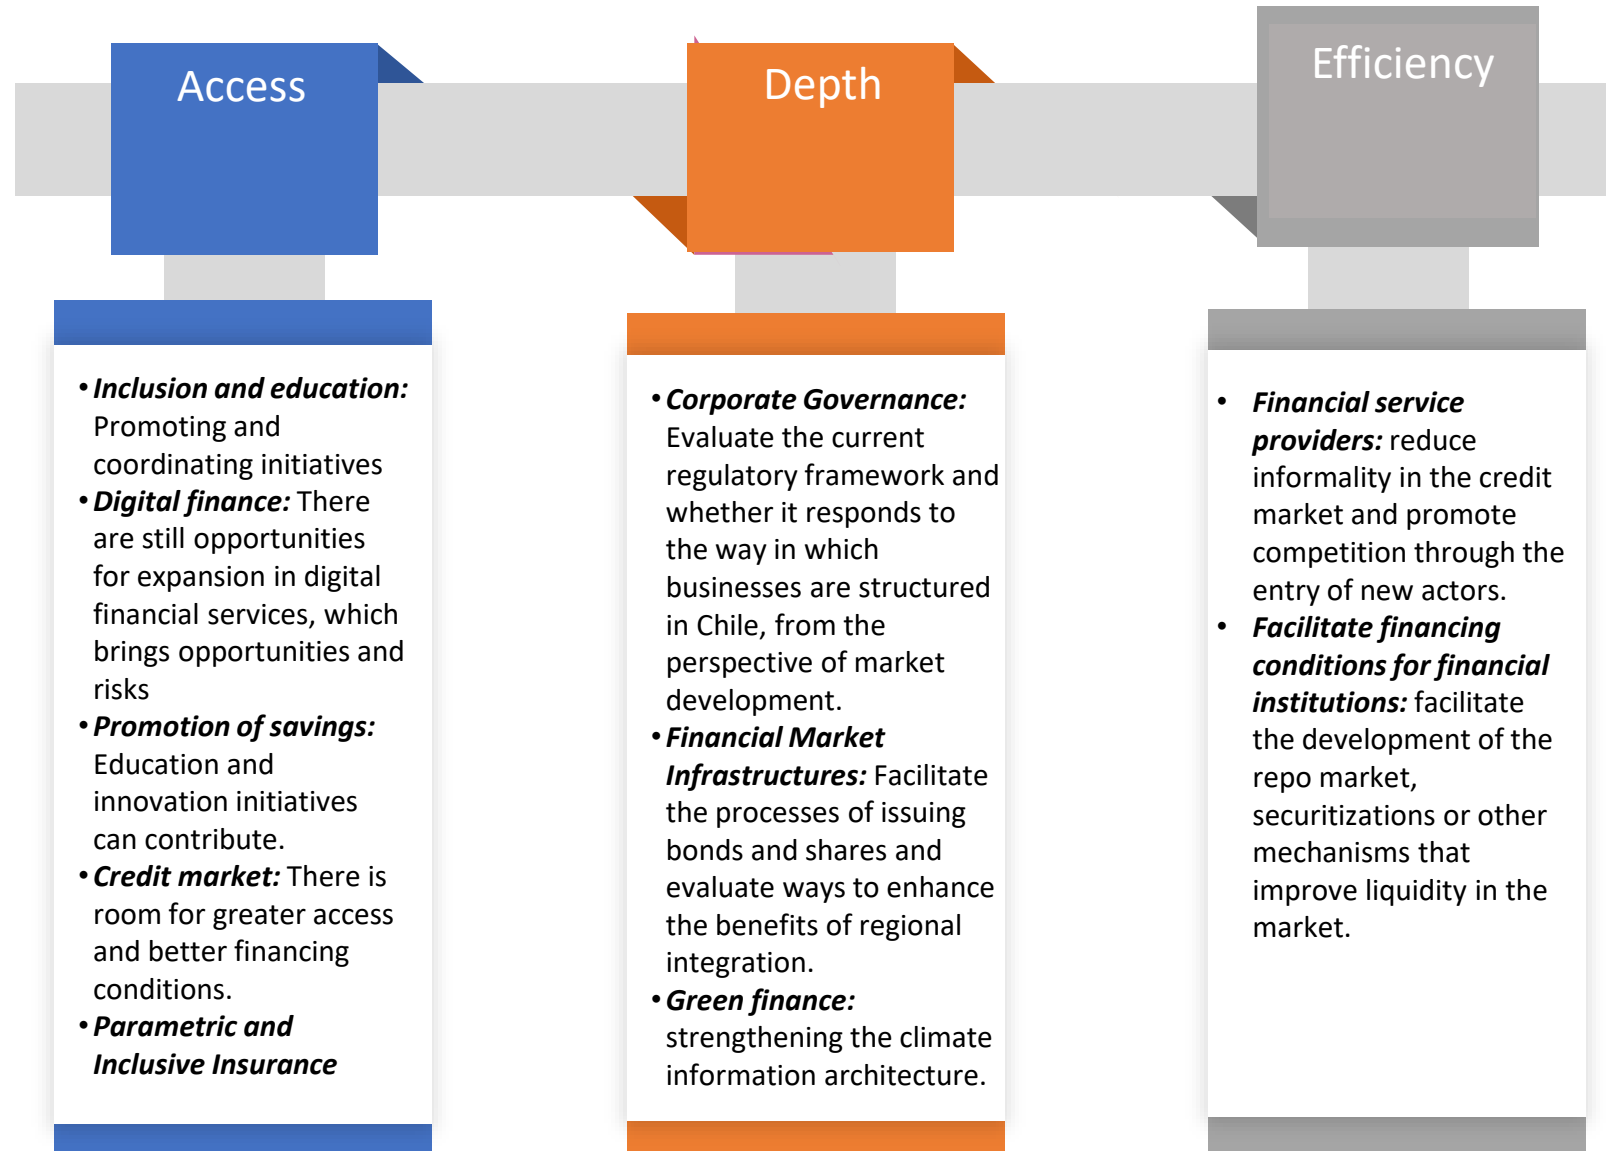 Access
• Inclusion and education:
Promoting and
coordinating initiatives
• Digital finance: There
are still opportunities
for expansion in digital
financial services, which
brings opportunities and
risks
• Promotion of savings:
Education and
innovation initiatives
can contribute.
• Credit market: There is
room for greater access
and better financing
conditions.
• Parametric and
Inclusive Insurance
Depth
• Corporate Governance:
Evaluate the current
regulatory framework and
whether it responds to
the way in which
businesses are structured
in Chile, from the
perspective of market
development.
• Financial Market
Infrastructures: Facilitate
the processes of issuing
bonds and shares and
evaluate ways to enhance
the benefits of regional
integration.
• Green finance:
strengthening the climate
information architecture.
Efficiency
• Financial service
providers: reduce
informality in the credit
market and promote
competition through the
entry of new actors.
• Facilitate financing
conditions for financial
institutions: facilitate
the development of the
repo market,
securitizations or other
mechanisms that
improve liquidity in the
market.